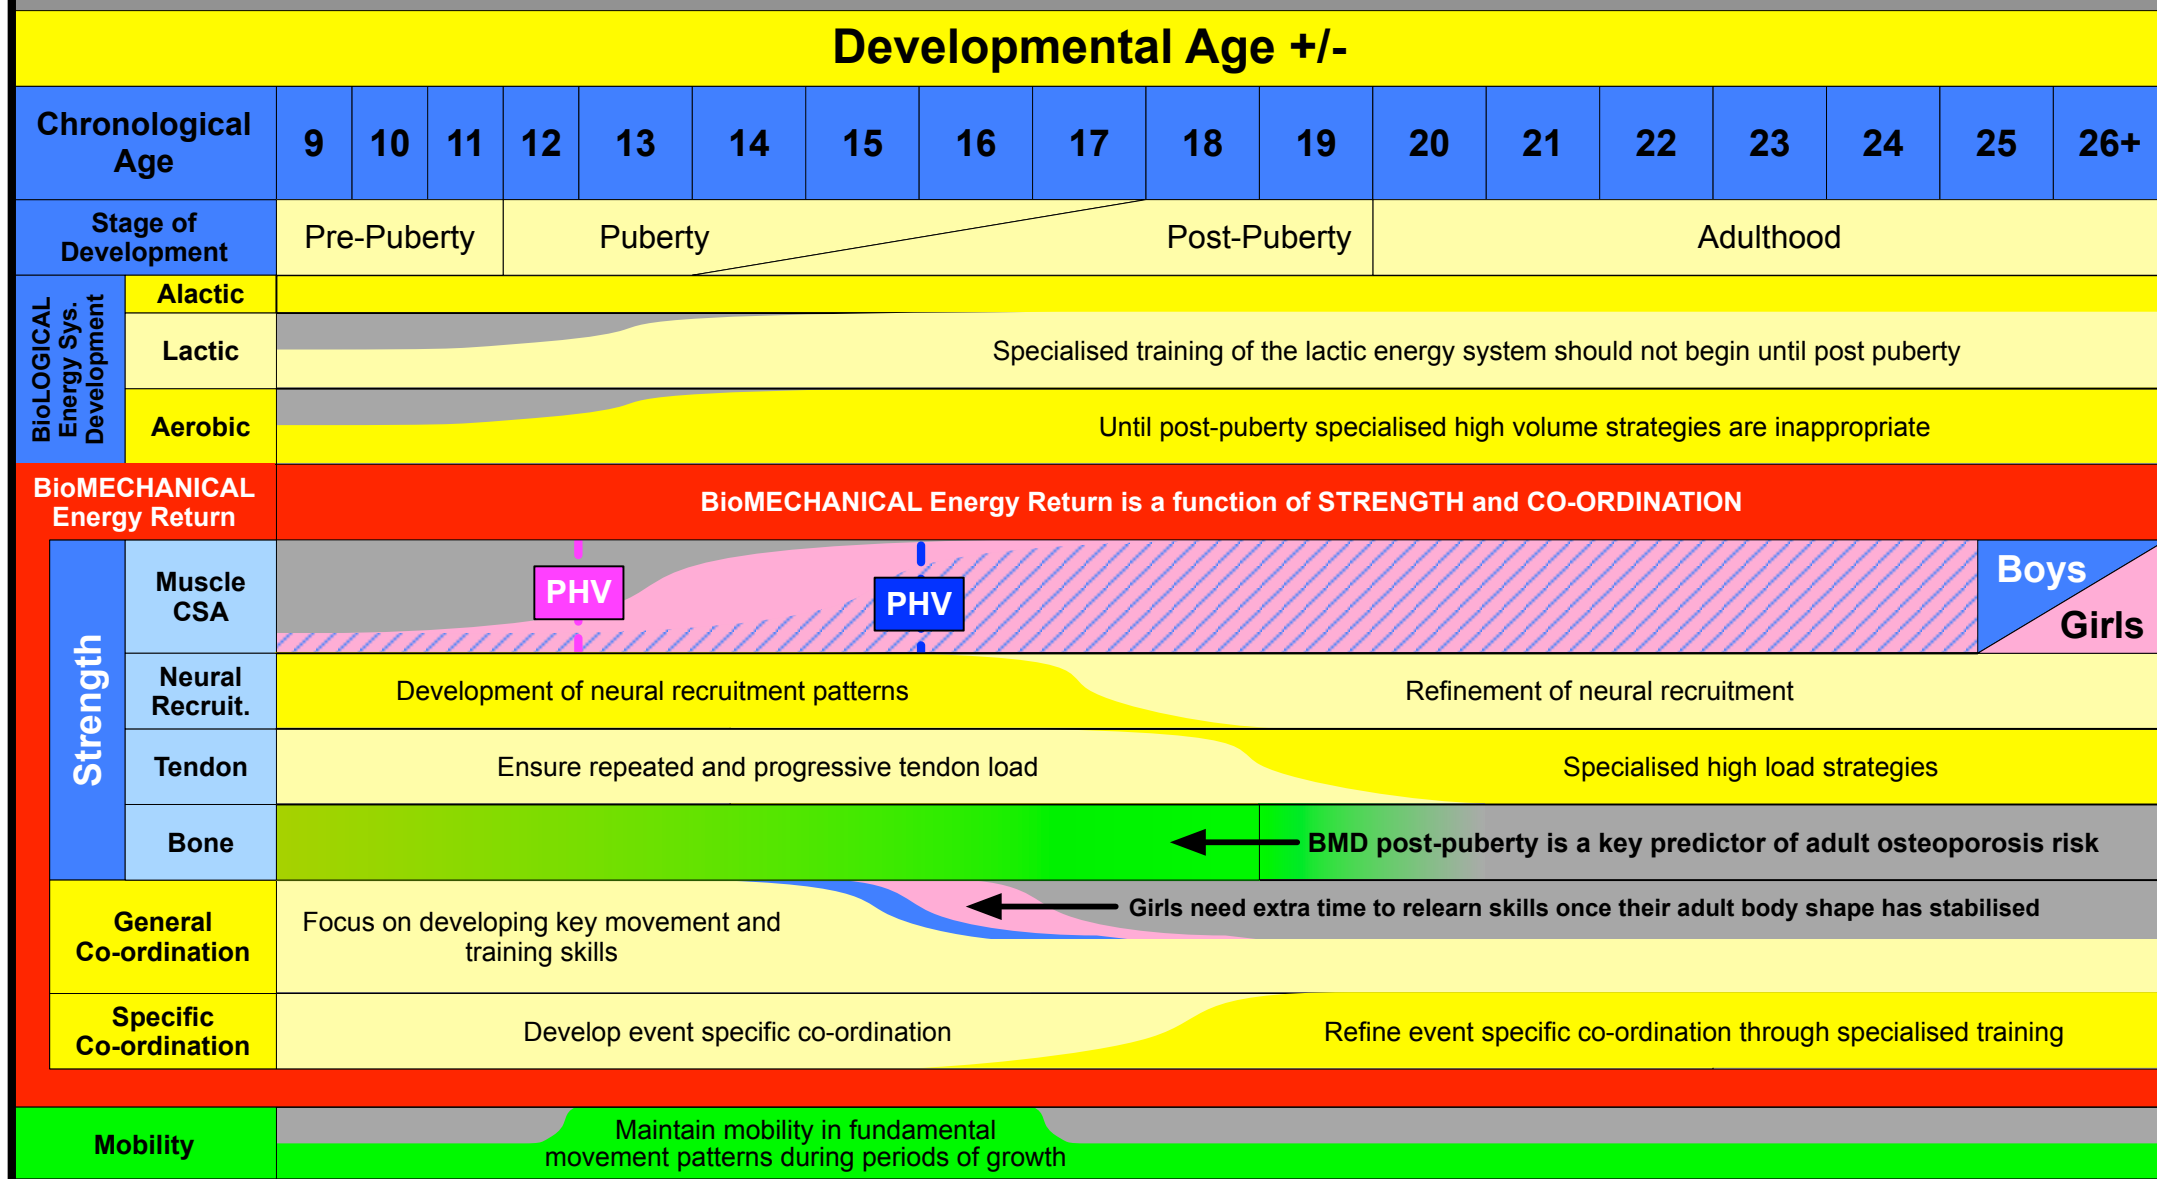 Developmental Age +/-
Chronological
Age
9 10 11 12 13 14 15 16 17 18 19 20 21 22 23 24 25 26+
Stage of
Development
Pre-Puberty Puberty Post-Puberty Adulthood
BioLOGICAL
Energy Sys.
Development
Alactic
Lactic
Specialised training of the lactic energy system should not begin until post puberty
Aerobic
Until post-puberty specialised high volume strategies are inappropriate
BioMECHANICAL
Energy Return
BioMECHANICAL Energy Return is a function of STRENGTH and CO-ORDINATION
Strength
Muscle
CSA
PHV
PHV
Boys
Girls
Neural
Recruit.
Development of neural recruitment patterns
Refinement of neural recruitment
Tendon
Ensure repeated and progressive tendon load
Specialised high load strategies
Bone
BMD post-puberty is a key predictor of adult osteoporosis risk
General
Co-ordination
Focus on developing key movement and
training skills
Girls need extra time to relearn skills once their adult body shape has stabilised
Specific
Co-ordination
Develop event specific co-ordination
Refine event specific co-ordination through specialised training
Mobility
Maintain mobility in fundamental
movement patterns during periods of growth